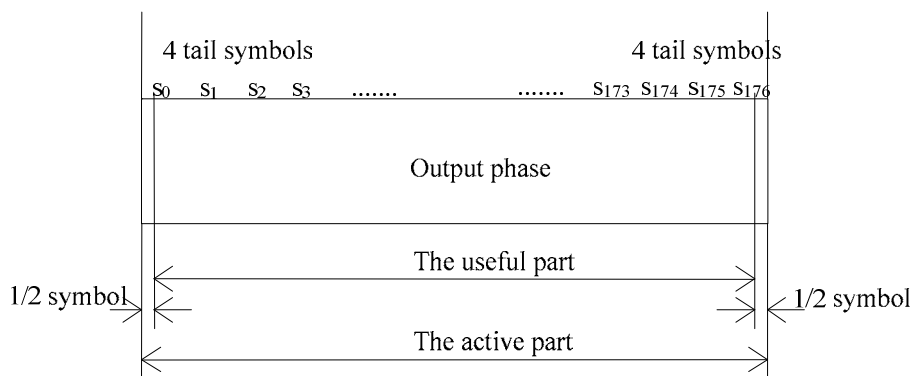 4 tail symbols 4 tail symbols
s0 s1 s2 s3 ....... ....... s173 s174 s175 s176
Output phase
The useful part
1/2 symbol 1/2 symbol
The active part